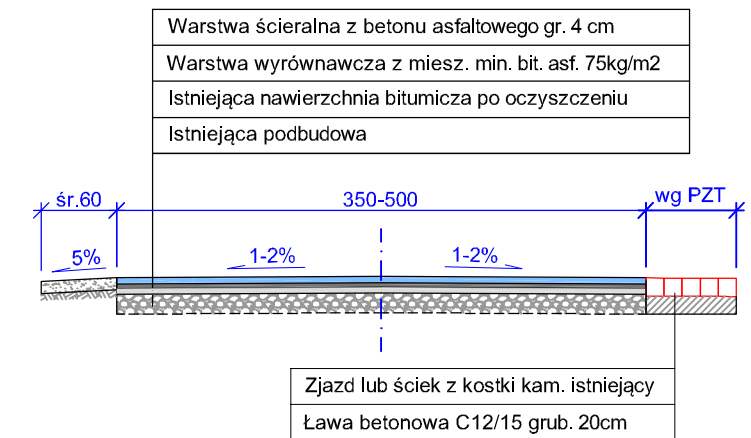 Warstwa ścieralna z betonu asfaltowego gr. 4 cm
Warstwa wyrównawcza z miesz. min. bit. asf. 75kg/m2
Istniejąca nawierzchnia bitumicza po oczyszczeniu
Istniejąca podbudowa
śr.60
350-500
wg PZT
5%
1-2%
1-2%
Zjazd lub ściek z kostki kam. istniejący
Ława betonowa C12/15 grub. 20cm